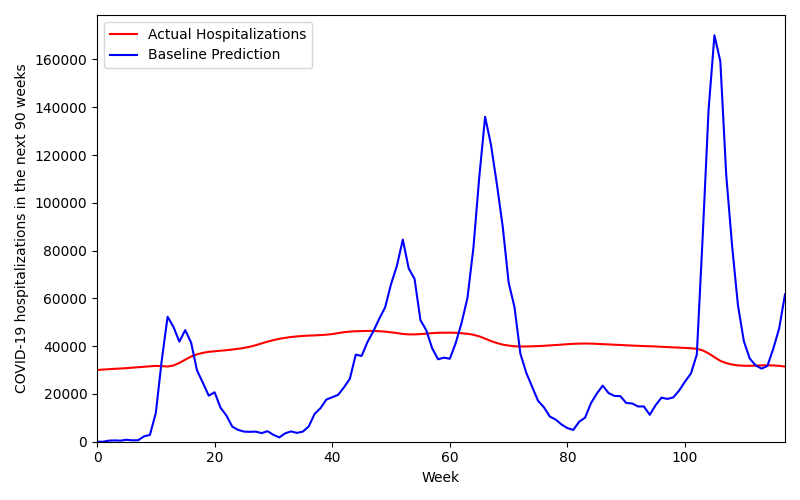 Actual Hospitalizations
Baseline Prediction
COVID-19 hospitalizations in the next 90 weeks
160000
140000
120000
100000
80000
60000
40000
20000
0
0 20 40 60 80 100
Week